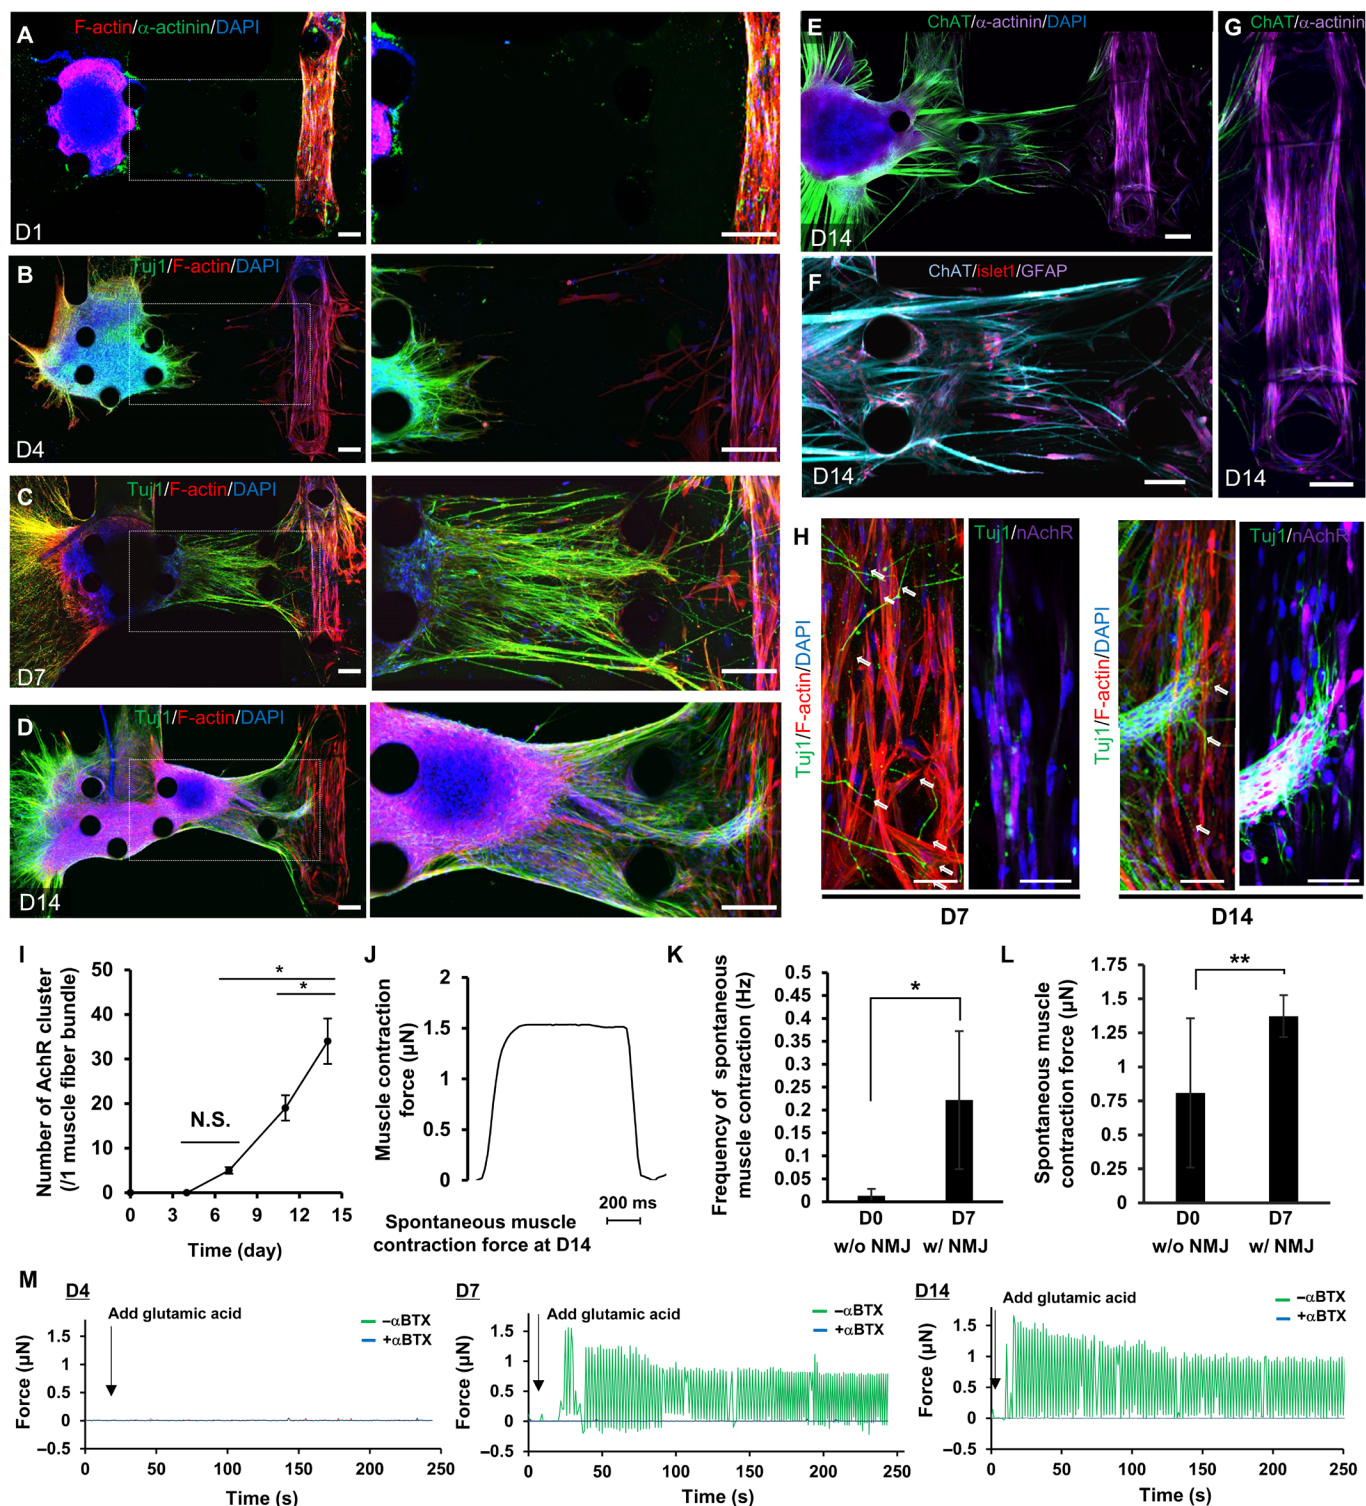 A
F-actin/α-actinin/DAPI
D1
B
Tuj1/F-actin/DAPI
D4
C
Tuj1/F-actin/DAPI
D7
D
Tuj1/F-actin/DAPI
D14
E
ChAT/α-actinin/DAPI
D14
F
ChAT/islet1/GFAP
D14
G
ChAT/α-actinin
D14
H
Tuj1/F-actin/DAPI
Tuj1/nAchR
D7
Tuj1/F-actin/DAPI
Tuj1/nAchR
D14
I
Number of AchR cluster
(/1 muscle fiber bundle)
50
40
30
20
10
0
N.S.
*
*
0 3 6 9 12 15
Time (day)
J
Muscle contraction
force (µN)
2
1.5
1
0.5
0
200 ms
Spontaneous muscle
contraction force at D14
K
Frequency of spontaneous
muscle contraction (Hz)
0.5
0.45
0.4
0.35
0.3
0.25
0.2
0.15
0.1
0.05
0
*
D0 D7
w/o NMJ w/ NMJ
L
Spontaneous muscle
contraction force (µN)
1.75
1.5
1.25
1
0.75
0.5
0.25
0
**
D0 D7
w/o NMJ w/ NMJ
M
D4
Add glutamic acid
–αBTX
+αBTX
Force (µN)
1.5
1
0.5
0
–0.5
0 50 100 150 200 250
Time (s)
D7
Add glutamic acid
–αBTX
+αBTX
Force (µN)
1.5
1
0.5
0
–0.5
0 50 100 150 200 250
Time (s)
D14
Add glutamic acid
–αBTX
+αBTX
Force (µN)
1.5
1
0.5
0
–0.5
0 50 100 150 200 250
Time (s)